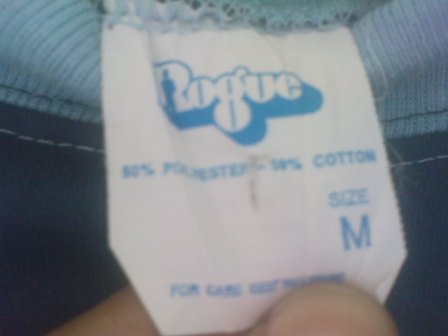 Rogue
50% POLYESTER - 50% COTTON
SIZE
M
FOR CARE